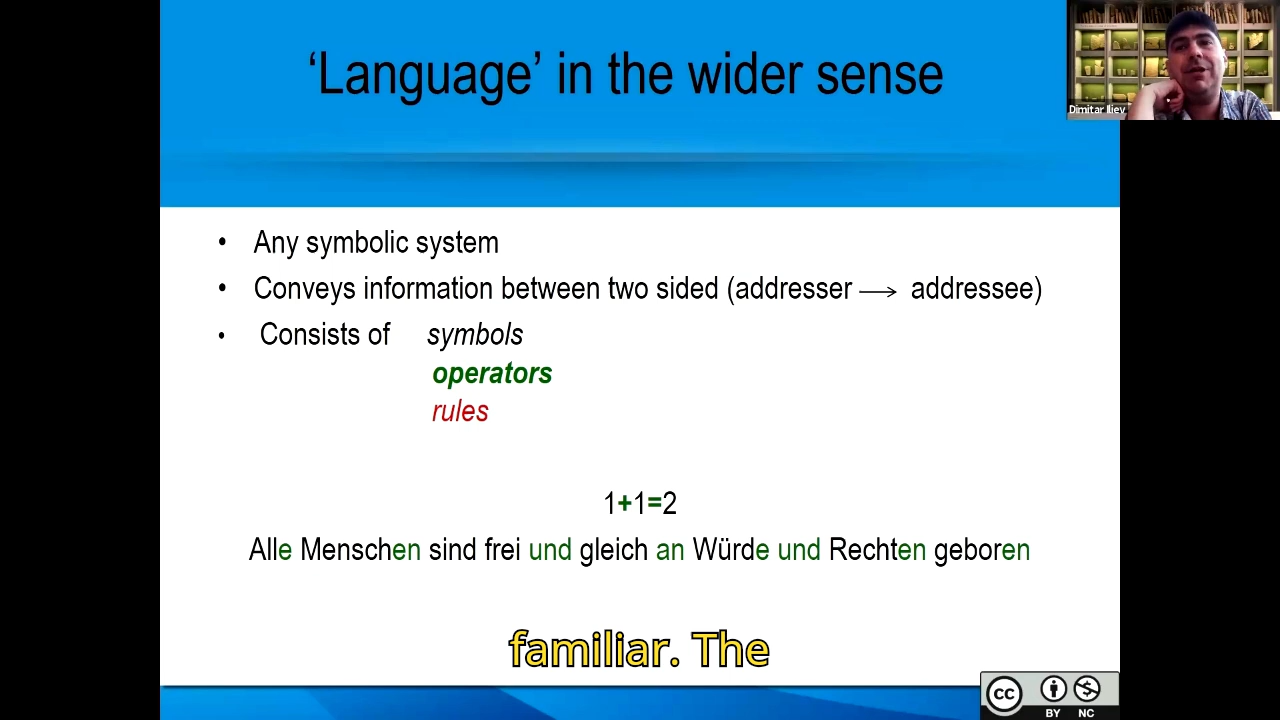 ‘Language’ in the wider sense
Dimitar Iliev
• Any symbolic system
• Conveys information between two sided (addresser ⟶ addressee)
• Consists of symbols
operators
rules
1+1=2
Alle Menschen sind frei und gleich an Würde und Rechten geboren
familiar. The
cc
BY NC